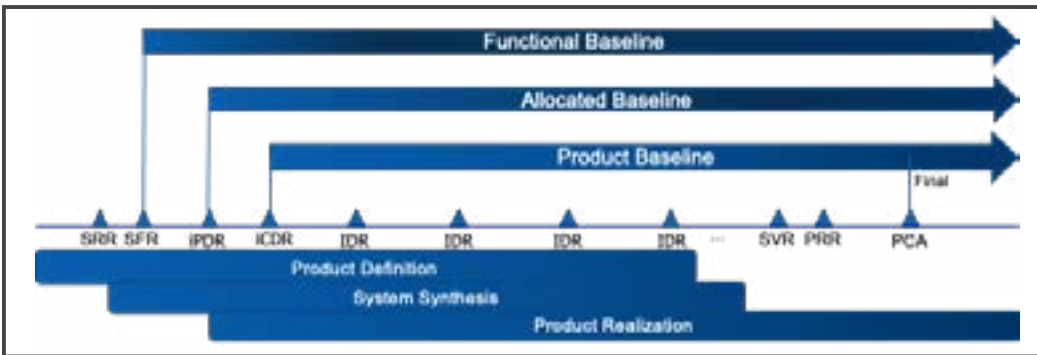 Functional Baseline
Allocated Baseline
Product Baseline
Final
SRR SFR iPDR iCDR IDR IDR IDR IDR ... SVR PRR PCA
Product Definition
System Synthesis
Product Realization